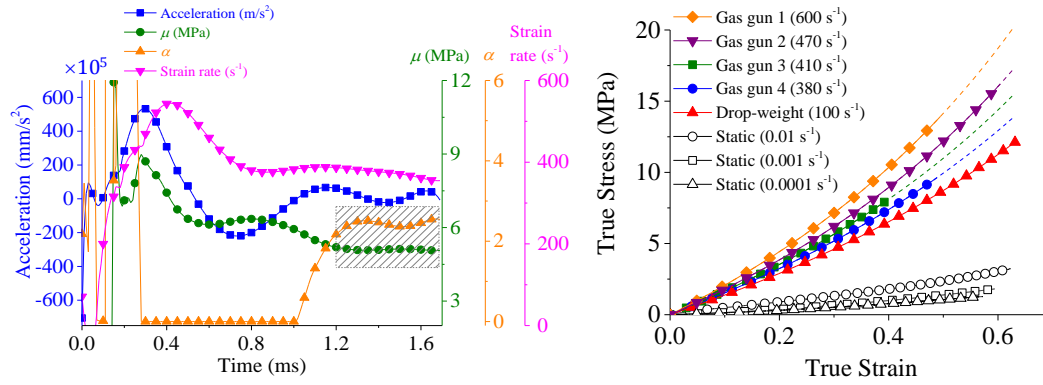 Acceleration (m/s²)
μ (MPa)
α
Strain rate (s⁻¹)
×10⁵
Acceleration (mm/s²)
600
400
200
0
-200
-400
-600
0.0 0.4 0.8 1.2 1.6
Time (ms)
μ (MPa)
12
9
6
3
α
6
4
2
0
Strain
rate (s⁻¹)
600
400
200
0
Gas gun 1 (600 s⁻¹)
Gas gun 2 (470 s⁻¹)
Gas gun 3 (410 s⁻¹)
Gas gun 4 (380 s⁻¹)
Drop-weight (100 s⁻¹)
Static (0.01 s⁻¹)
Static (0.001 s⁻¹)
Static (0.0001 s⁻¹)
True Stress (MPa)
20
15
10
5
0
0.0 0.2 0.4 0.6
True Strain